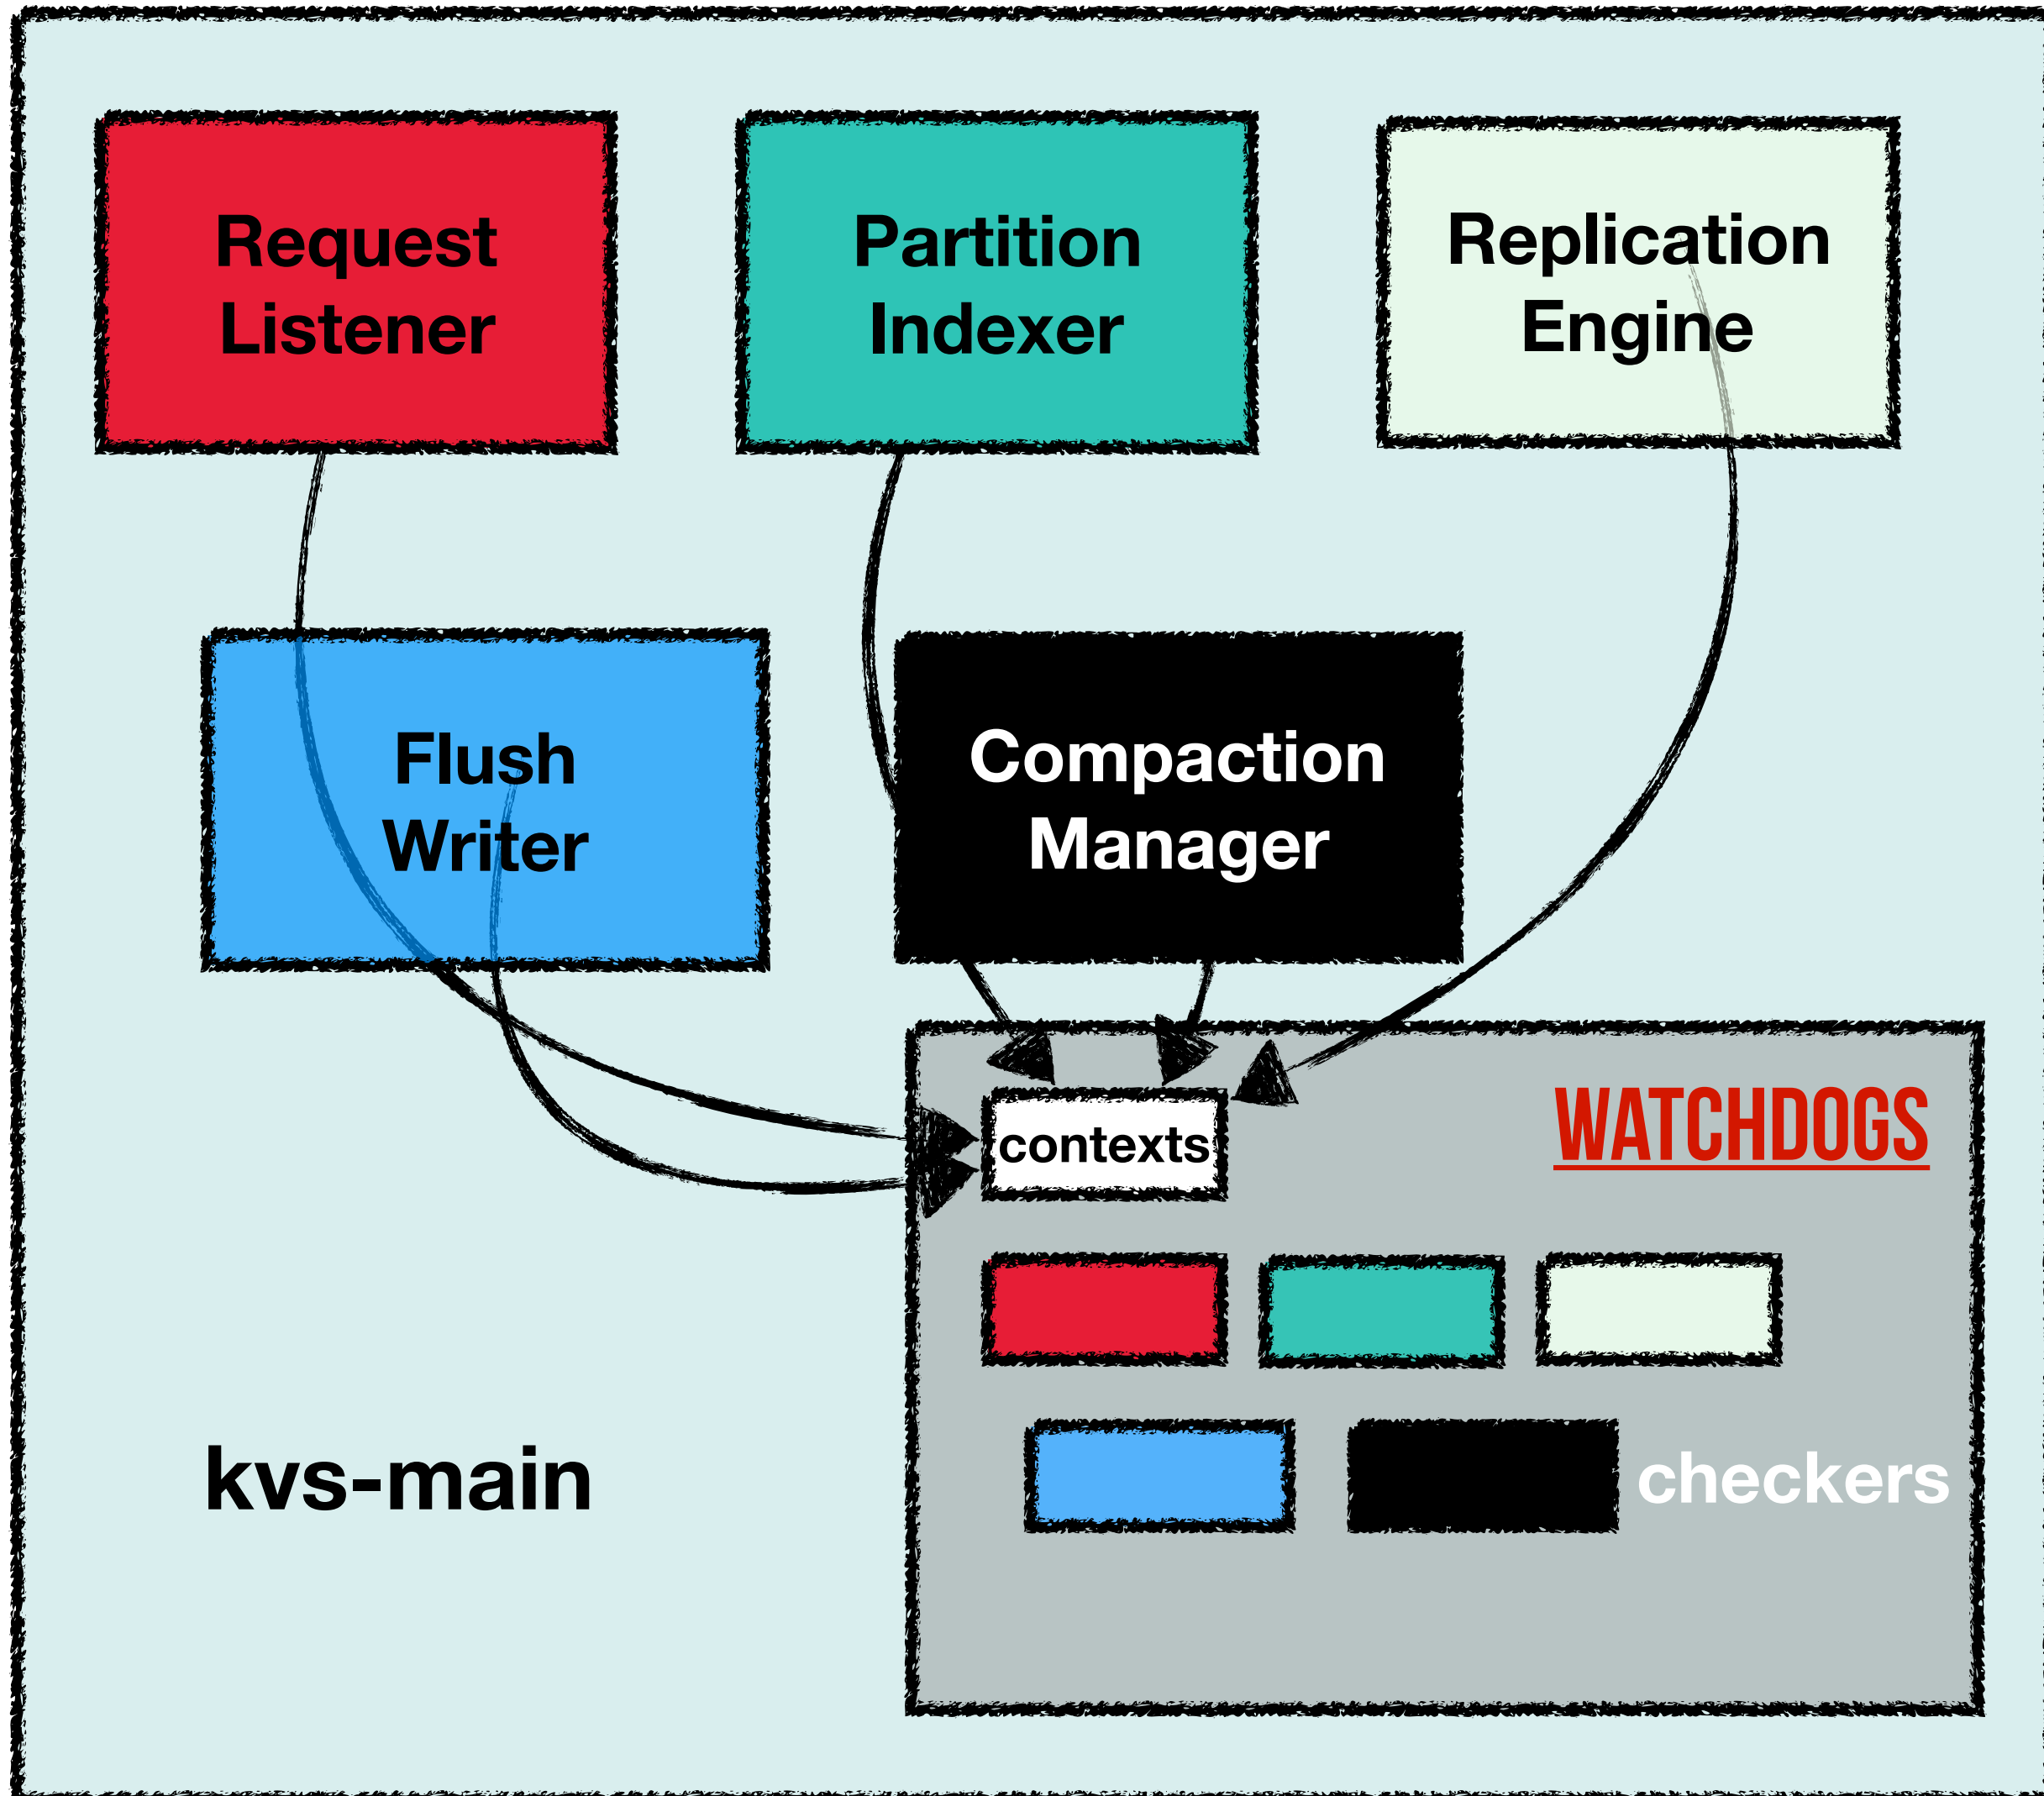 Request
Listener
Partition
Indexer
Replication
Engine
Flush
Writer
Compaction
Manager
contexts
WATCHDOGS
checkers
kvs-main